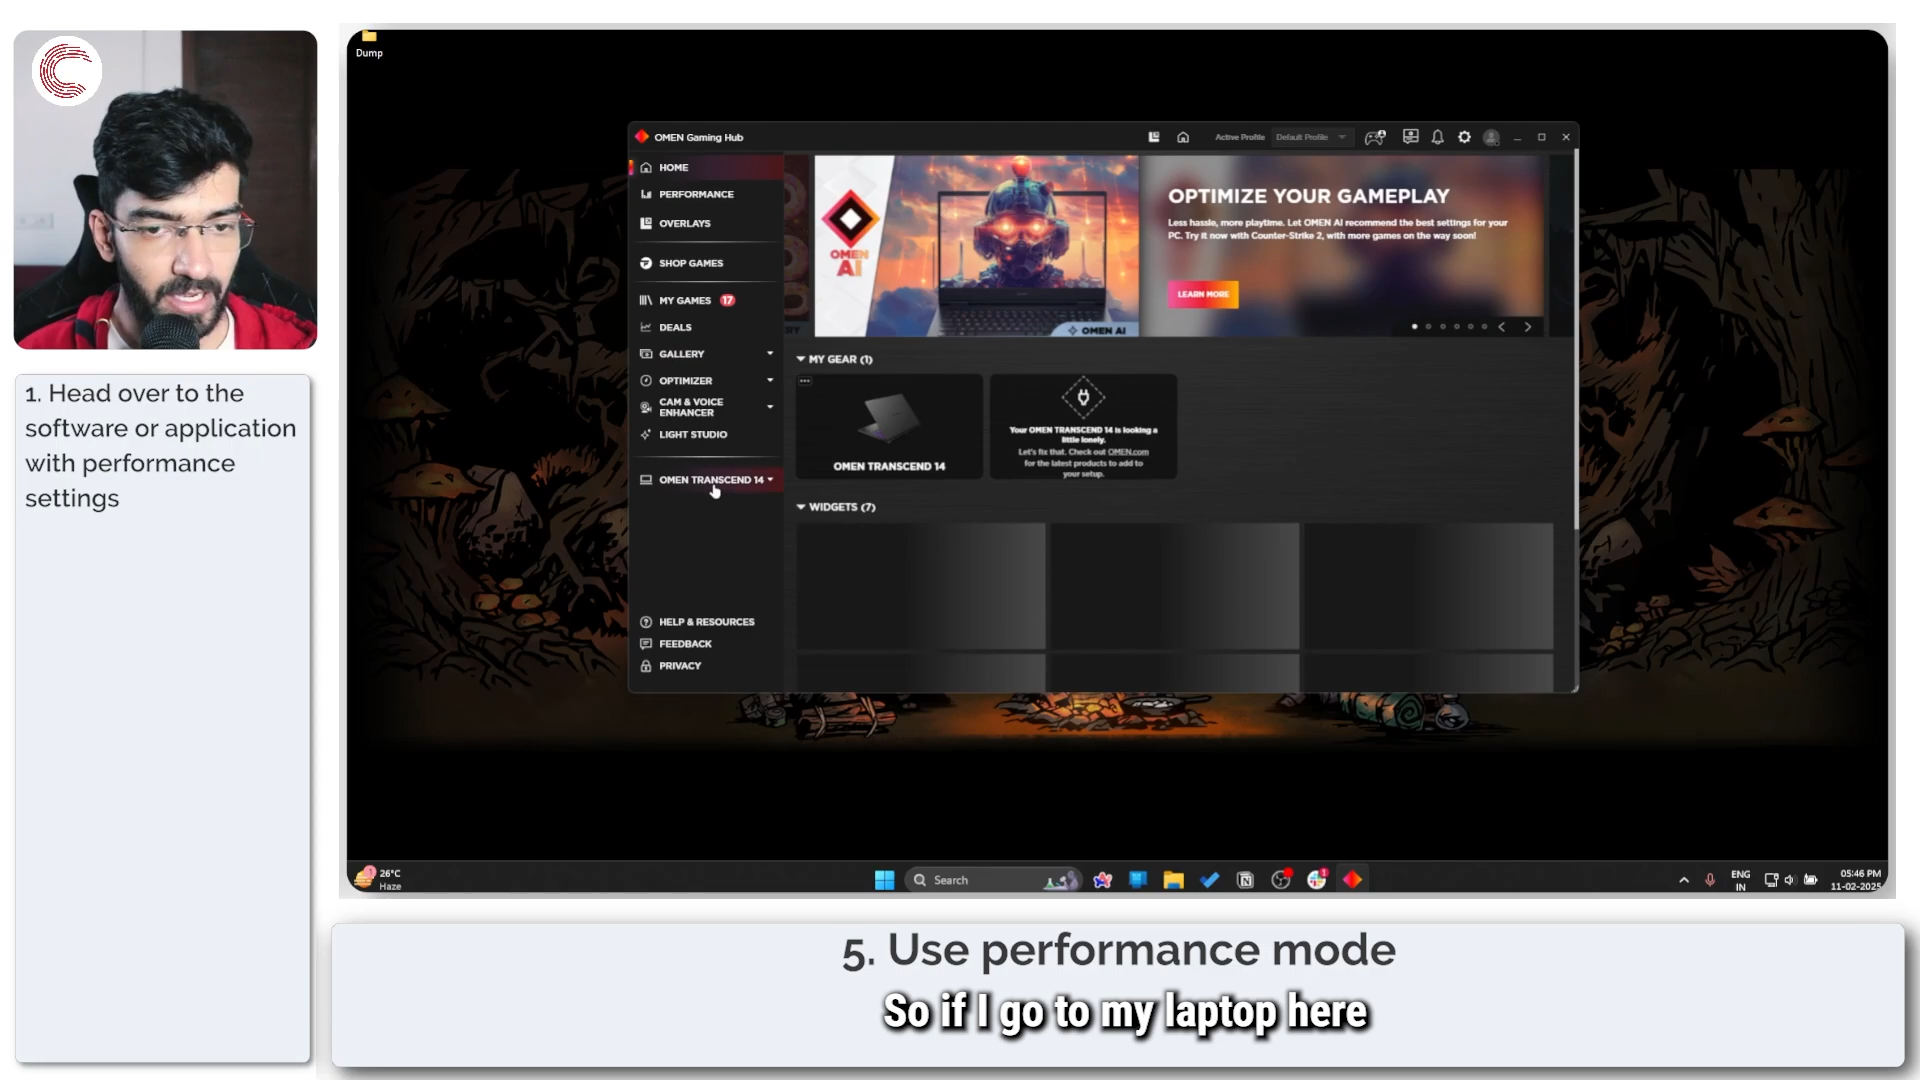 Dump
1. Head over to the
software or application
with performance
settings
OMEN Gaming Hub
Active Profile
Default Profile
HOME
PERFORMANCE
OVERLAYS
SHOP GAMES
MY GAMES 17
DEALS
GALLERY
OPTIMIZER
CAM & VOICE
ENHANCER
LIGHT STUDIO
OMEN TRANSCEND 14
HELP & RESOURCES
FEEDBACK
PRIVACY
OMEN
AI
OMEN AI
OPTIMIZE YOUR GAMEPLAY
Less hassle, more playtime. Let OMEN AI recommend the best settings for your
PC. Try it now with Counter-Strike 2, with more games on the way soon!
LEARN MORE
MY GEAR (1)
OMEN TRANSCEND 14
Your OMEN TRANSCEND 14 is looking a
little lonely.
Let's fix that. Check out OMEN.com
for the latest products to add to
your setup.
WIDGETS (7)
26°C
Haze
Search
ENG
IN
05:46 PM
11-02-2025
5. Use performance mode
So if I go to my laptop here